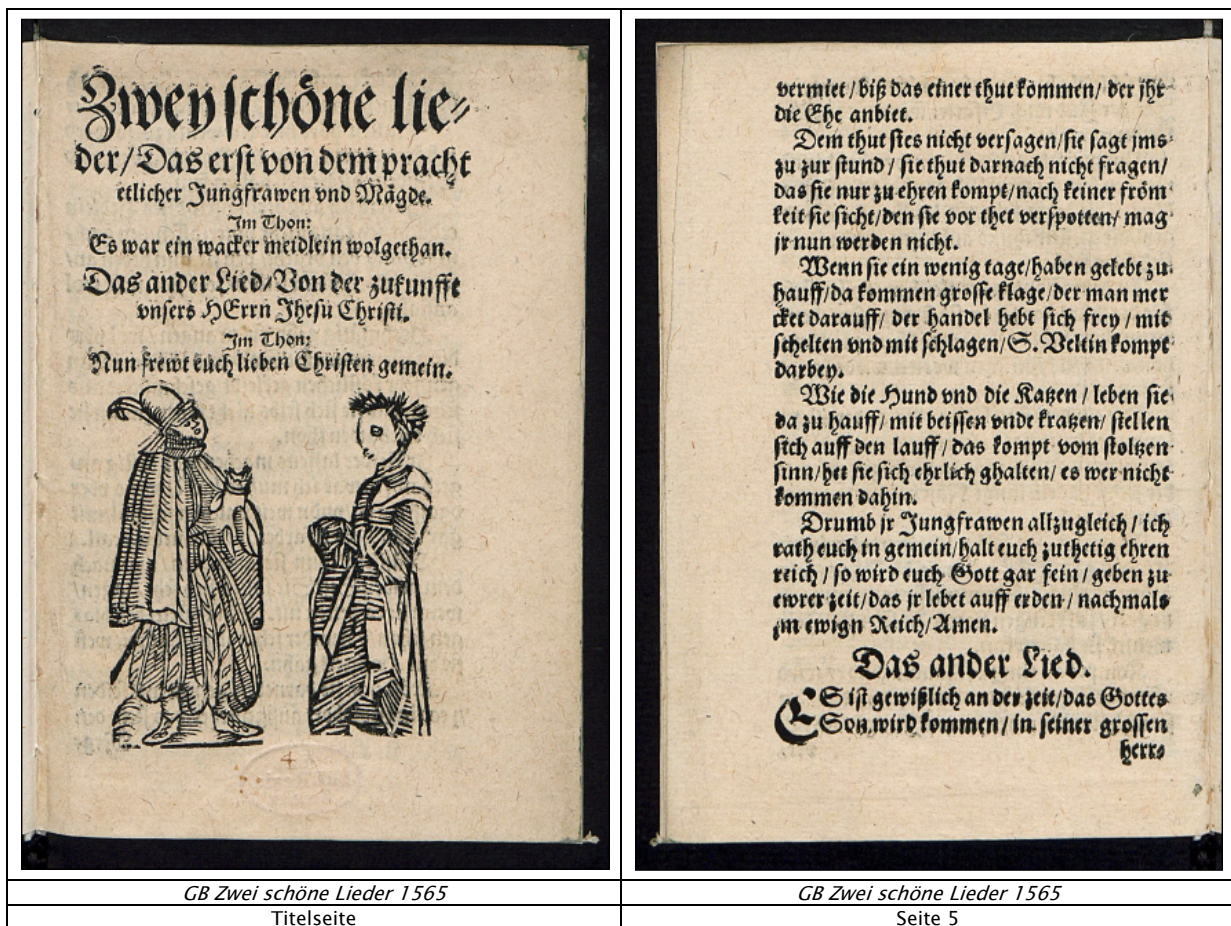 Zwey schöne lie-
der/Das erst von dem pracht
etlicher Jungfrawen vnd Mägde.
Im Thon:
Es war ein wacker meidlein wolgethan.
Das ander Lied/Von der zukunfft
vnsers HErrn Jhesu Christi.
Im Thon:
Nun frewt euch lieben Christen gemein.
4
GB Zwei schöne Lieder 1565
Titelseite
vermiet/biß das einer thut kommen/der jhr
die Ehe anbiet.
Dem thut sies nicht versagen/sie sagt jms
zu zur stund/sie thut darnach nicht fragen/
das sie nur zu ehren kompt/nach keiner fröm
keit sie sicht/den sie vor thet verspotten/mag
jr nun werden nicht.
Wenn sie ein wenig tage/haben gelebt zu
hauff/da kommen grosse klage/der man mer
cket darauff/der handel hebt sich frey/mit
schelten vnd mit schlagen/S. Veltin kompt
darbey.
Wie die Hund vnd die Katzen/leben sie
da zu hauff/mit beissen vnde kratzen/stellen
sich auff den lauff/das kompt vom stoltzen
sinn/het sie sich ehrlich ghalten/es wer nicht
kommen dahin.
Drumb jr Jungfrawen allzugleich/ich
rath euch in gemein/halt euch zuthetig ehren
reich/so wird euch Gott gar fein/geben zu
ewrer zeit/das jr lebet auff erden/nachmals
jm ewign Reich/Amen.
Das ander Lied.
ES ist gewißlich an der zeit/das Gottes
Son wird kommen/in seiner grossen
herr-
GB Zwei schöne Lieder 1565
Seite 5